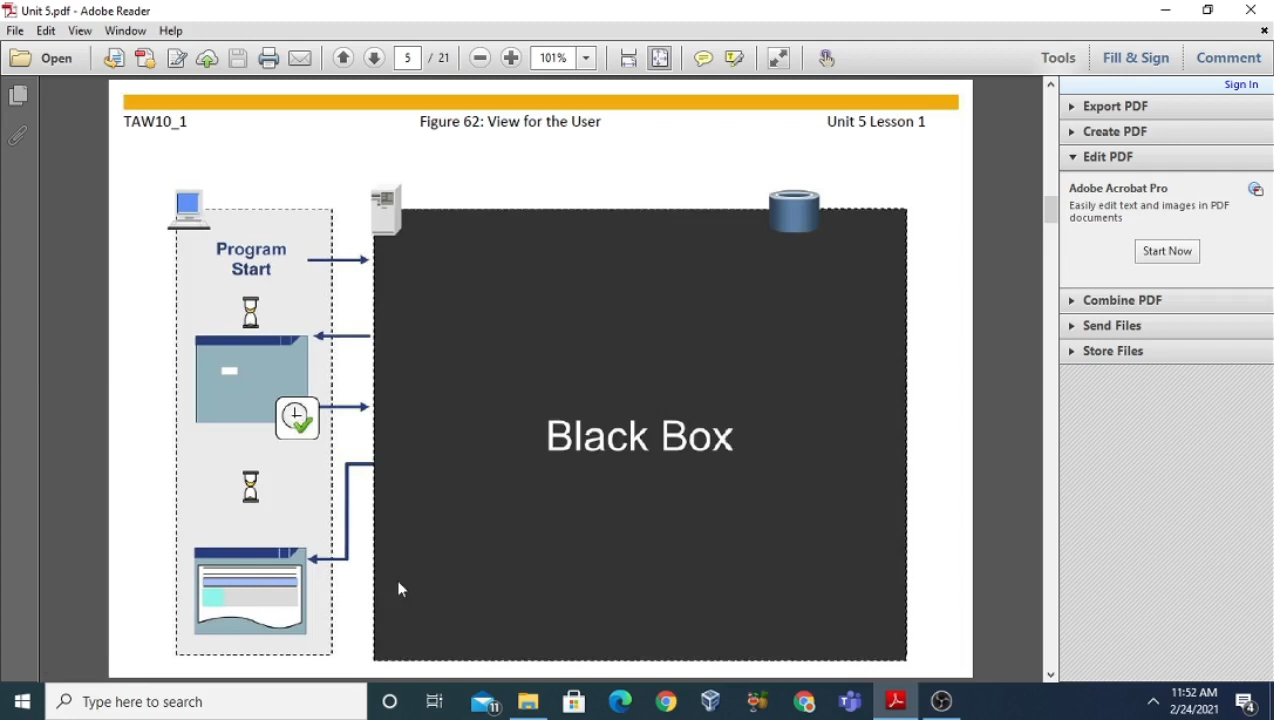 Unit 5.pdf - Adobe Reader
File Edit View Window Help
Open 5 / 21 101% Tools Fill & Sign Comment
Sign In
TAW10_1 Figure 62: View for the User Unit 5 Lesson 1
Program
Start
Black Box
Export PDF
Create PDF
Edit PDF
Adobe Acrobat Pro
Easily edit text and images in PDF
documents
Start Now
Combine PDF
Send Files
Store Files
Type here to search
11
11:52 AM
2/24/2021
4